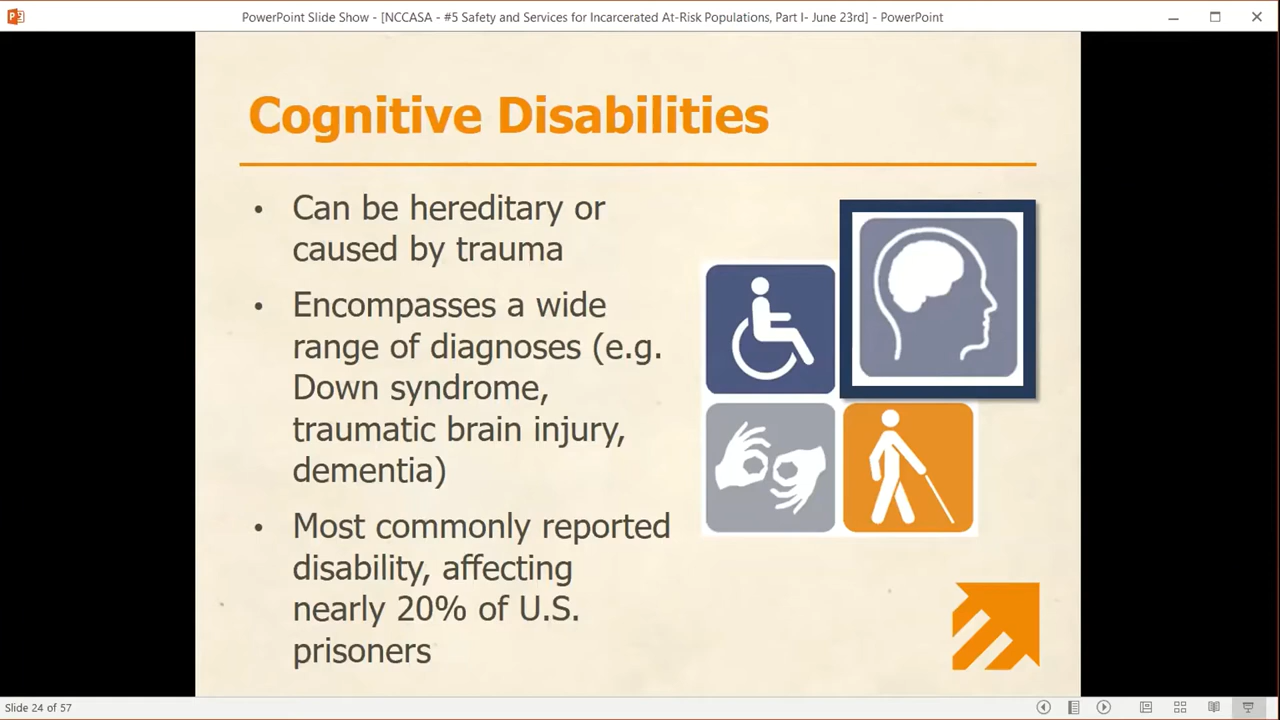 PowerPoint Slide Show - [NCCASA - #5 Safety and Services for Incarcerated At-Risk Populations, Part I- June 23rd] - PowerPoint
Cognitive Disabilities
• Can be hereditary or
caused by trauma
• Encompasses a wide
range of diagnoses (e.g.
Down syndrome,
traumatic brain injury,
dementia)
• Most commonly reported
disability, affecting
nearly 20% of U.S.
prisoners
Slide 24 of 57